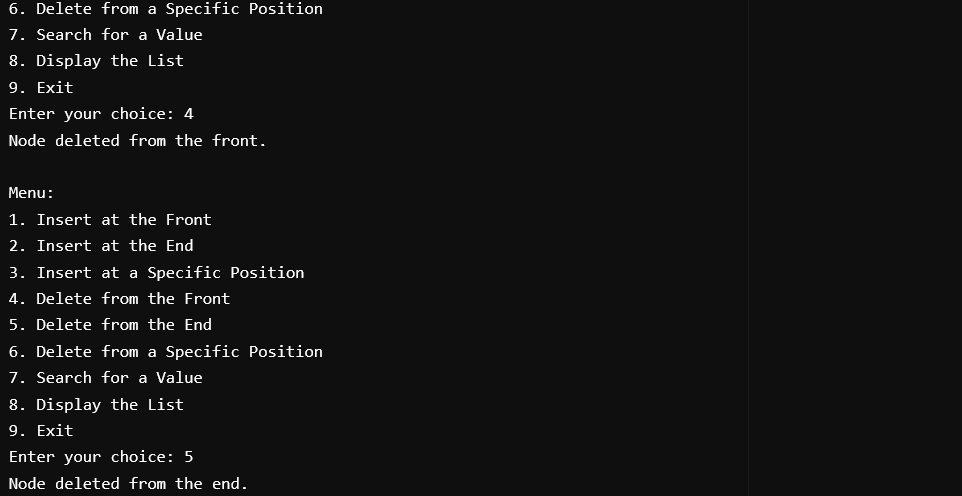 6. Delete from a Specific Position
7. Search for a Value
8. Display the List
9. Exit
Enter your choice: 4
Node deleted from the front.
Menu:
1. Insert at the Front
2. Insert at the End
3. Insert at a Specific Position
4. Delete from the Front
5. Delete from the End
6. Delete from a Specific Position
7. Search for a Value
8. Display the List
9. Exit
Enter your choice: 5
Node deleted from the end.